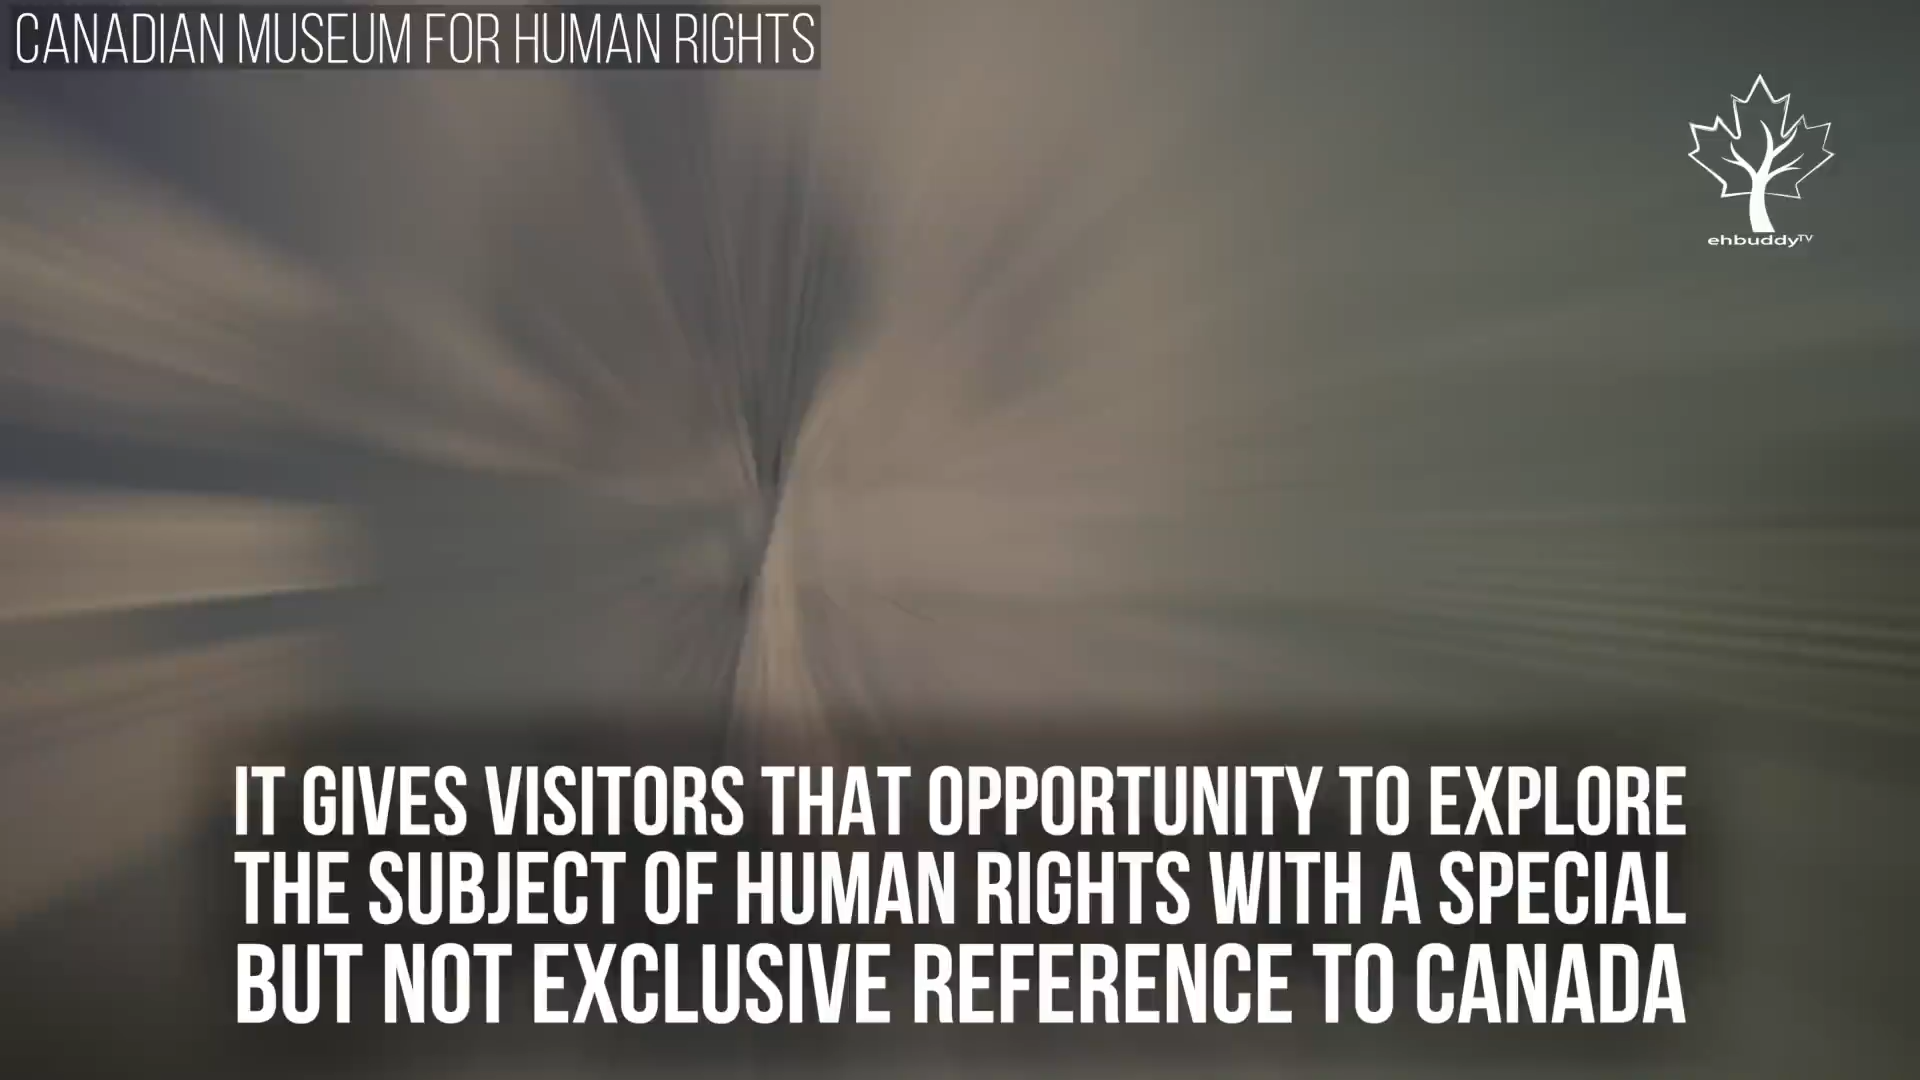 CANADIAN MUSEUM FOR HUMAN RIGHTS
ehbuddyTV
IT GIVES VISITORS THAT OPPORTUNITY TO EXPLORE
THE SUBJECT OF HUMAN RIGHTS WITH A SPECIAL
BUT NOT EXCLUSIVE REFERENCE TO CANADA